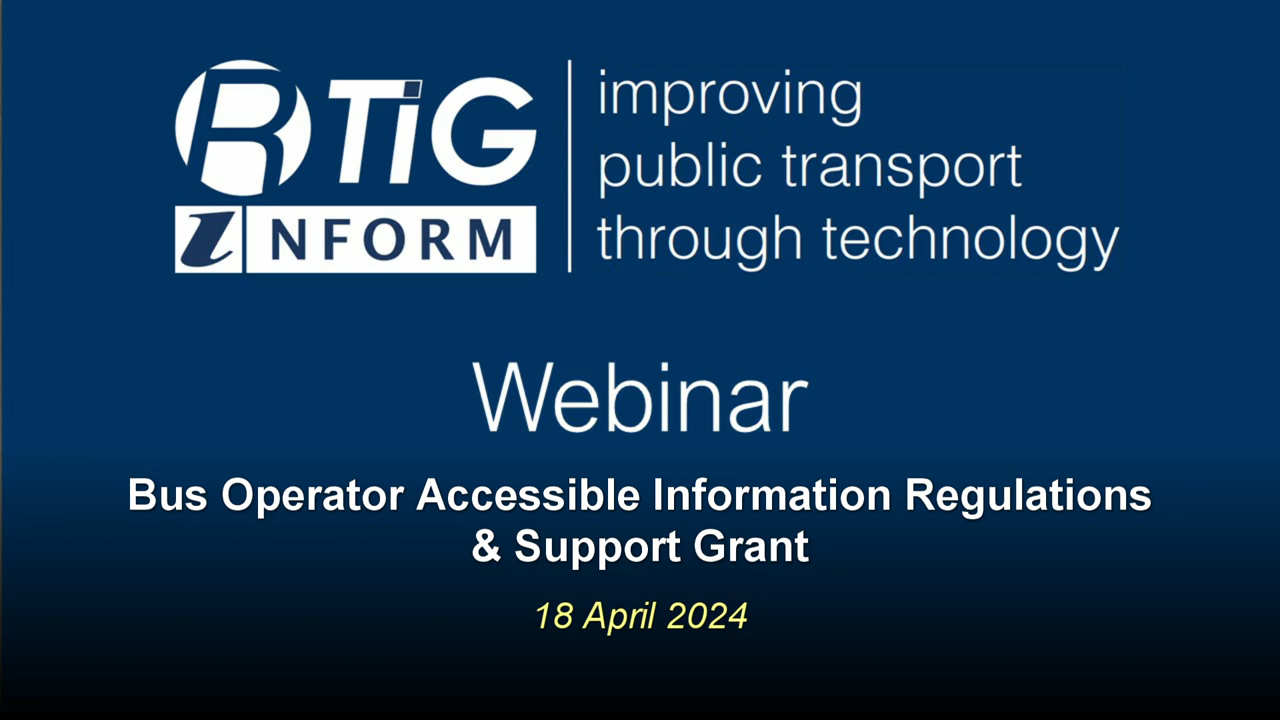 RTiG
iNFORM
improving
public transport
through technology
Webinar
Bus Operator Accessible Information Regulations
& Support Grant
18 April 2024